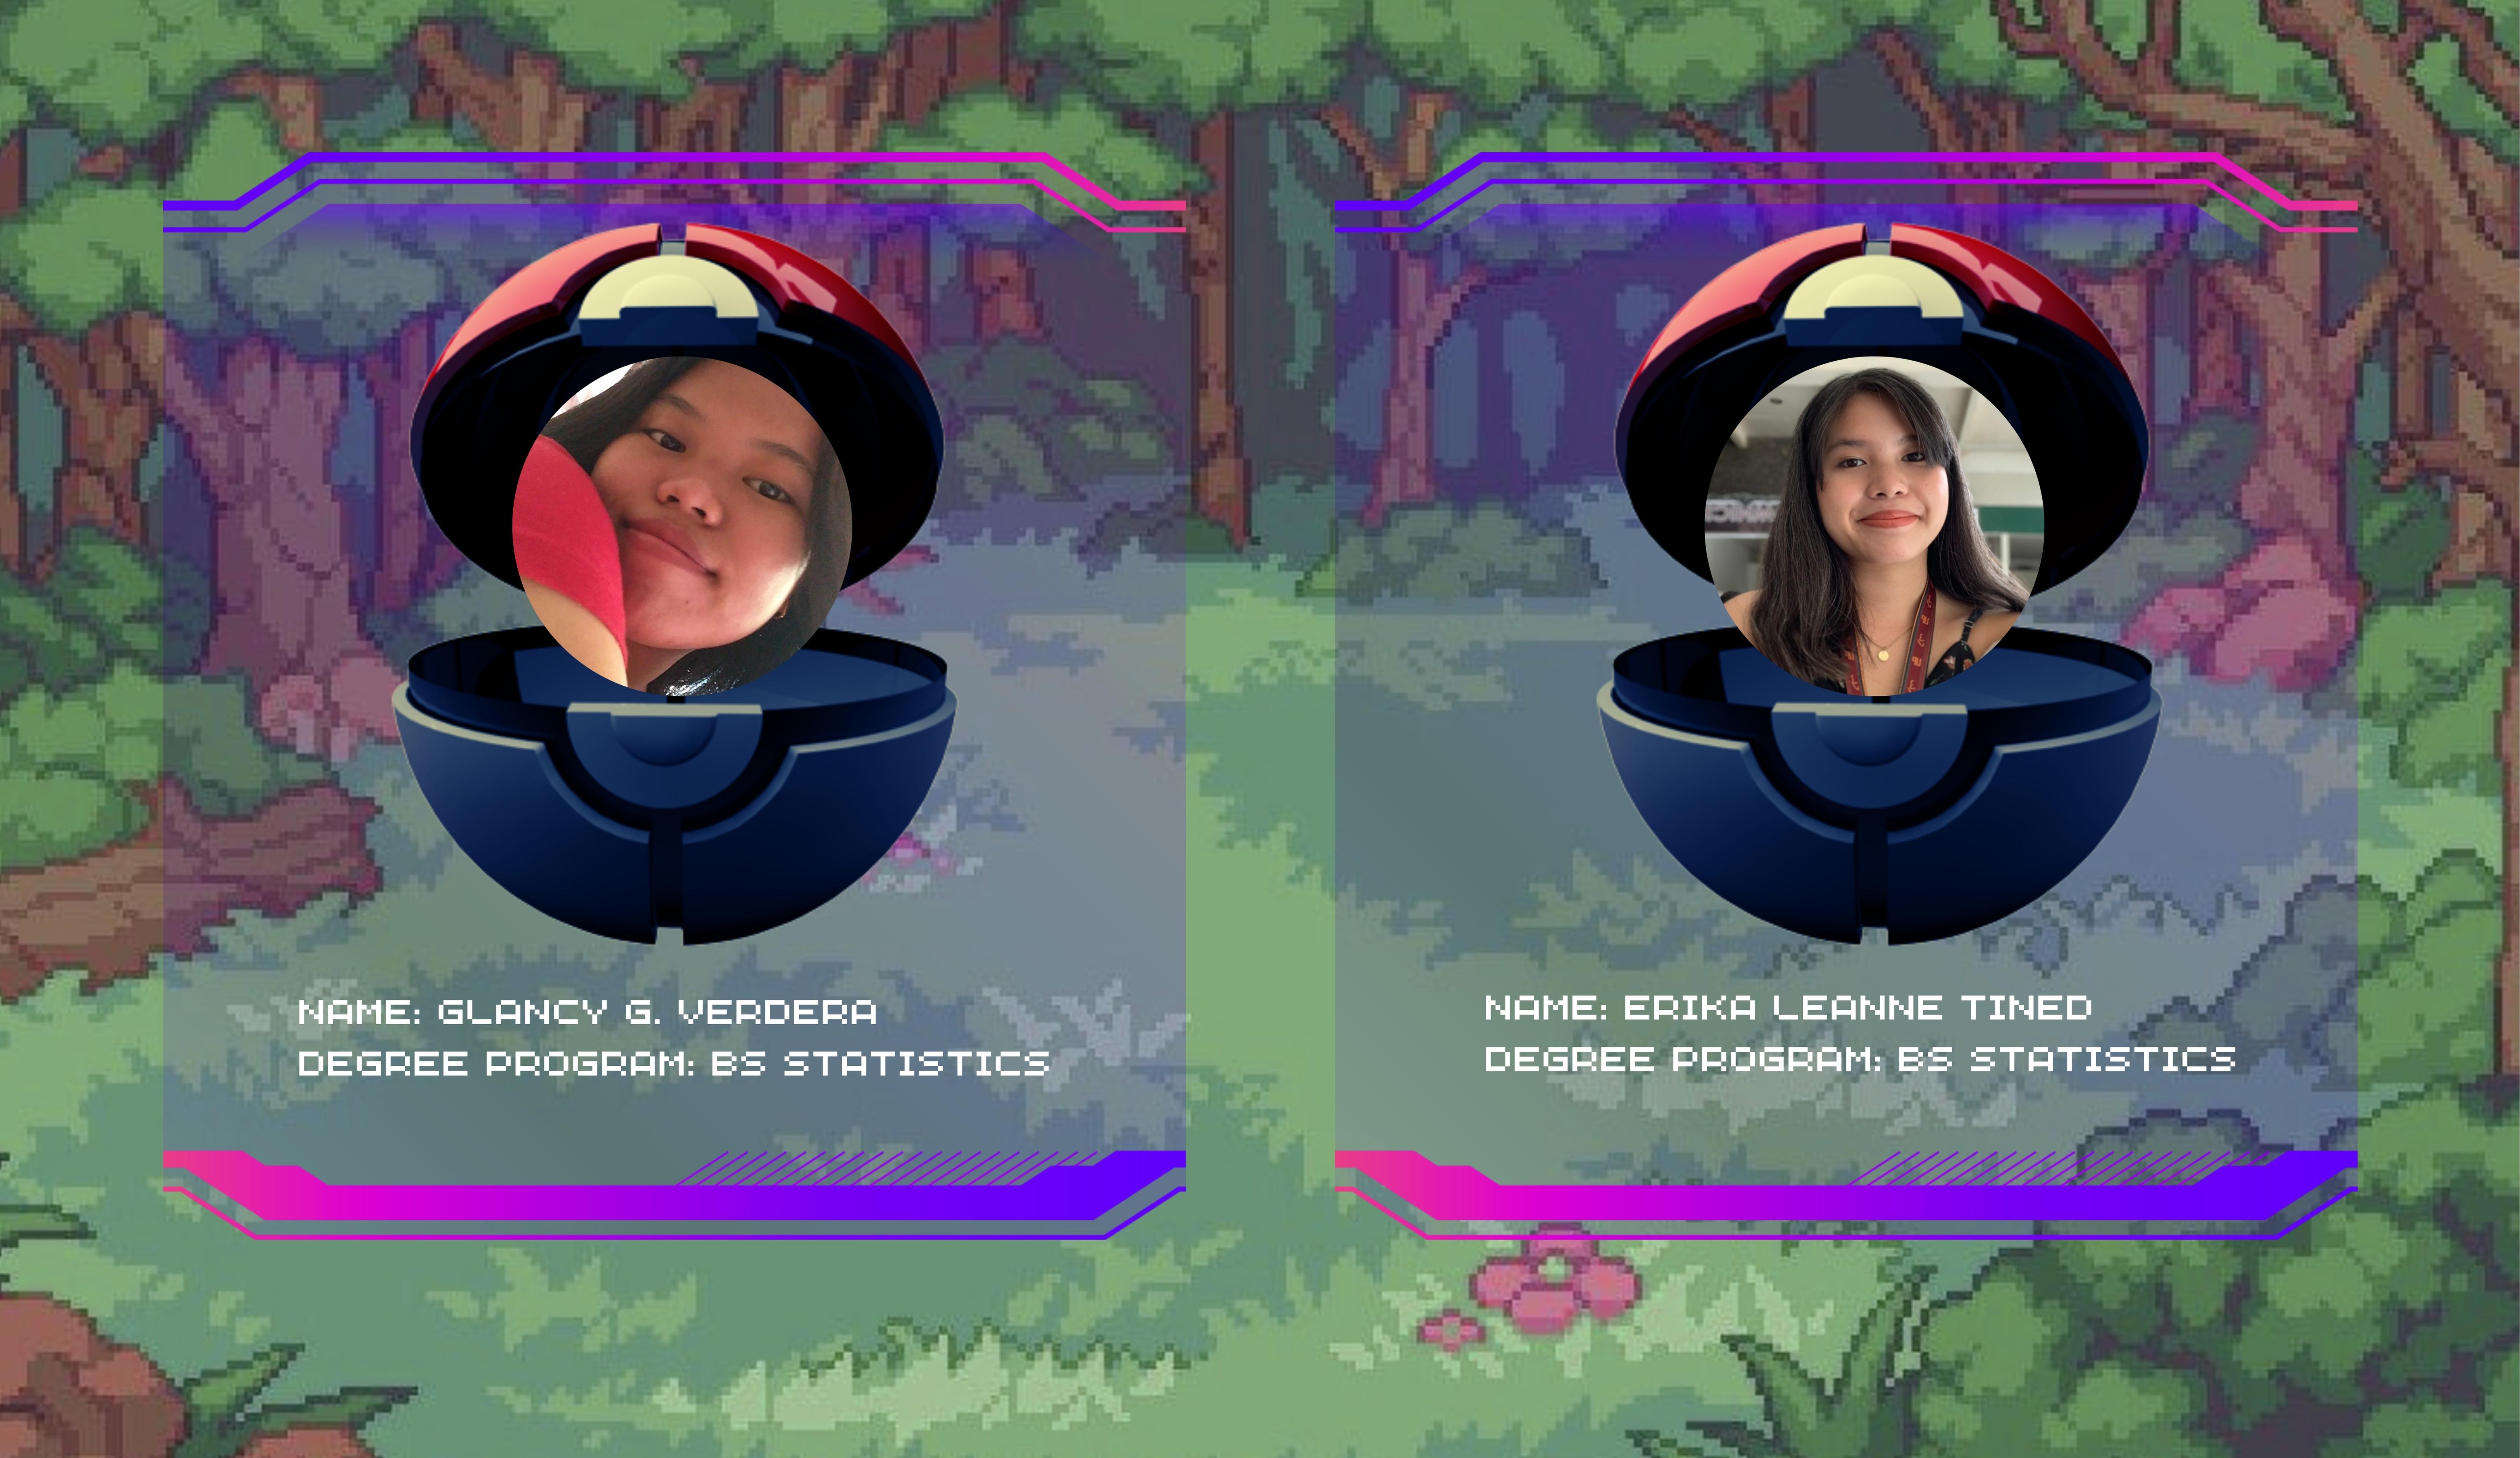 NAME: GLANCY G. VERDERA
DEGREE PROGRAM: BS STATISTICS
NAME: ERIKA LEANNE TINED
DEGREE PROGRAM: BS STATISTICS